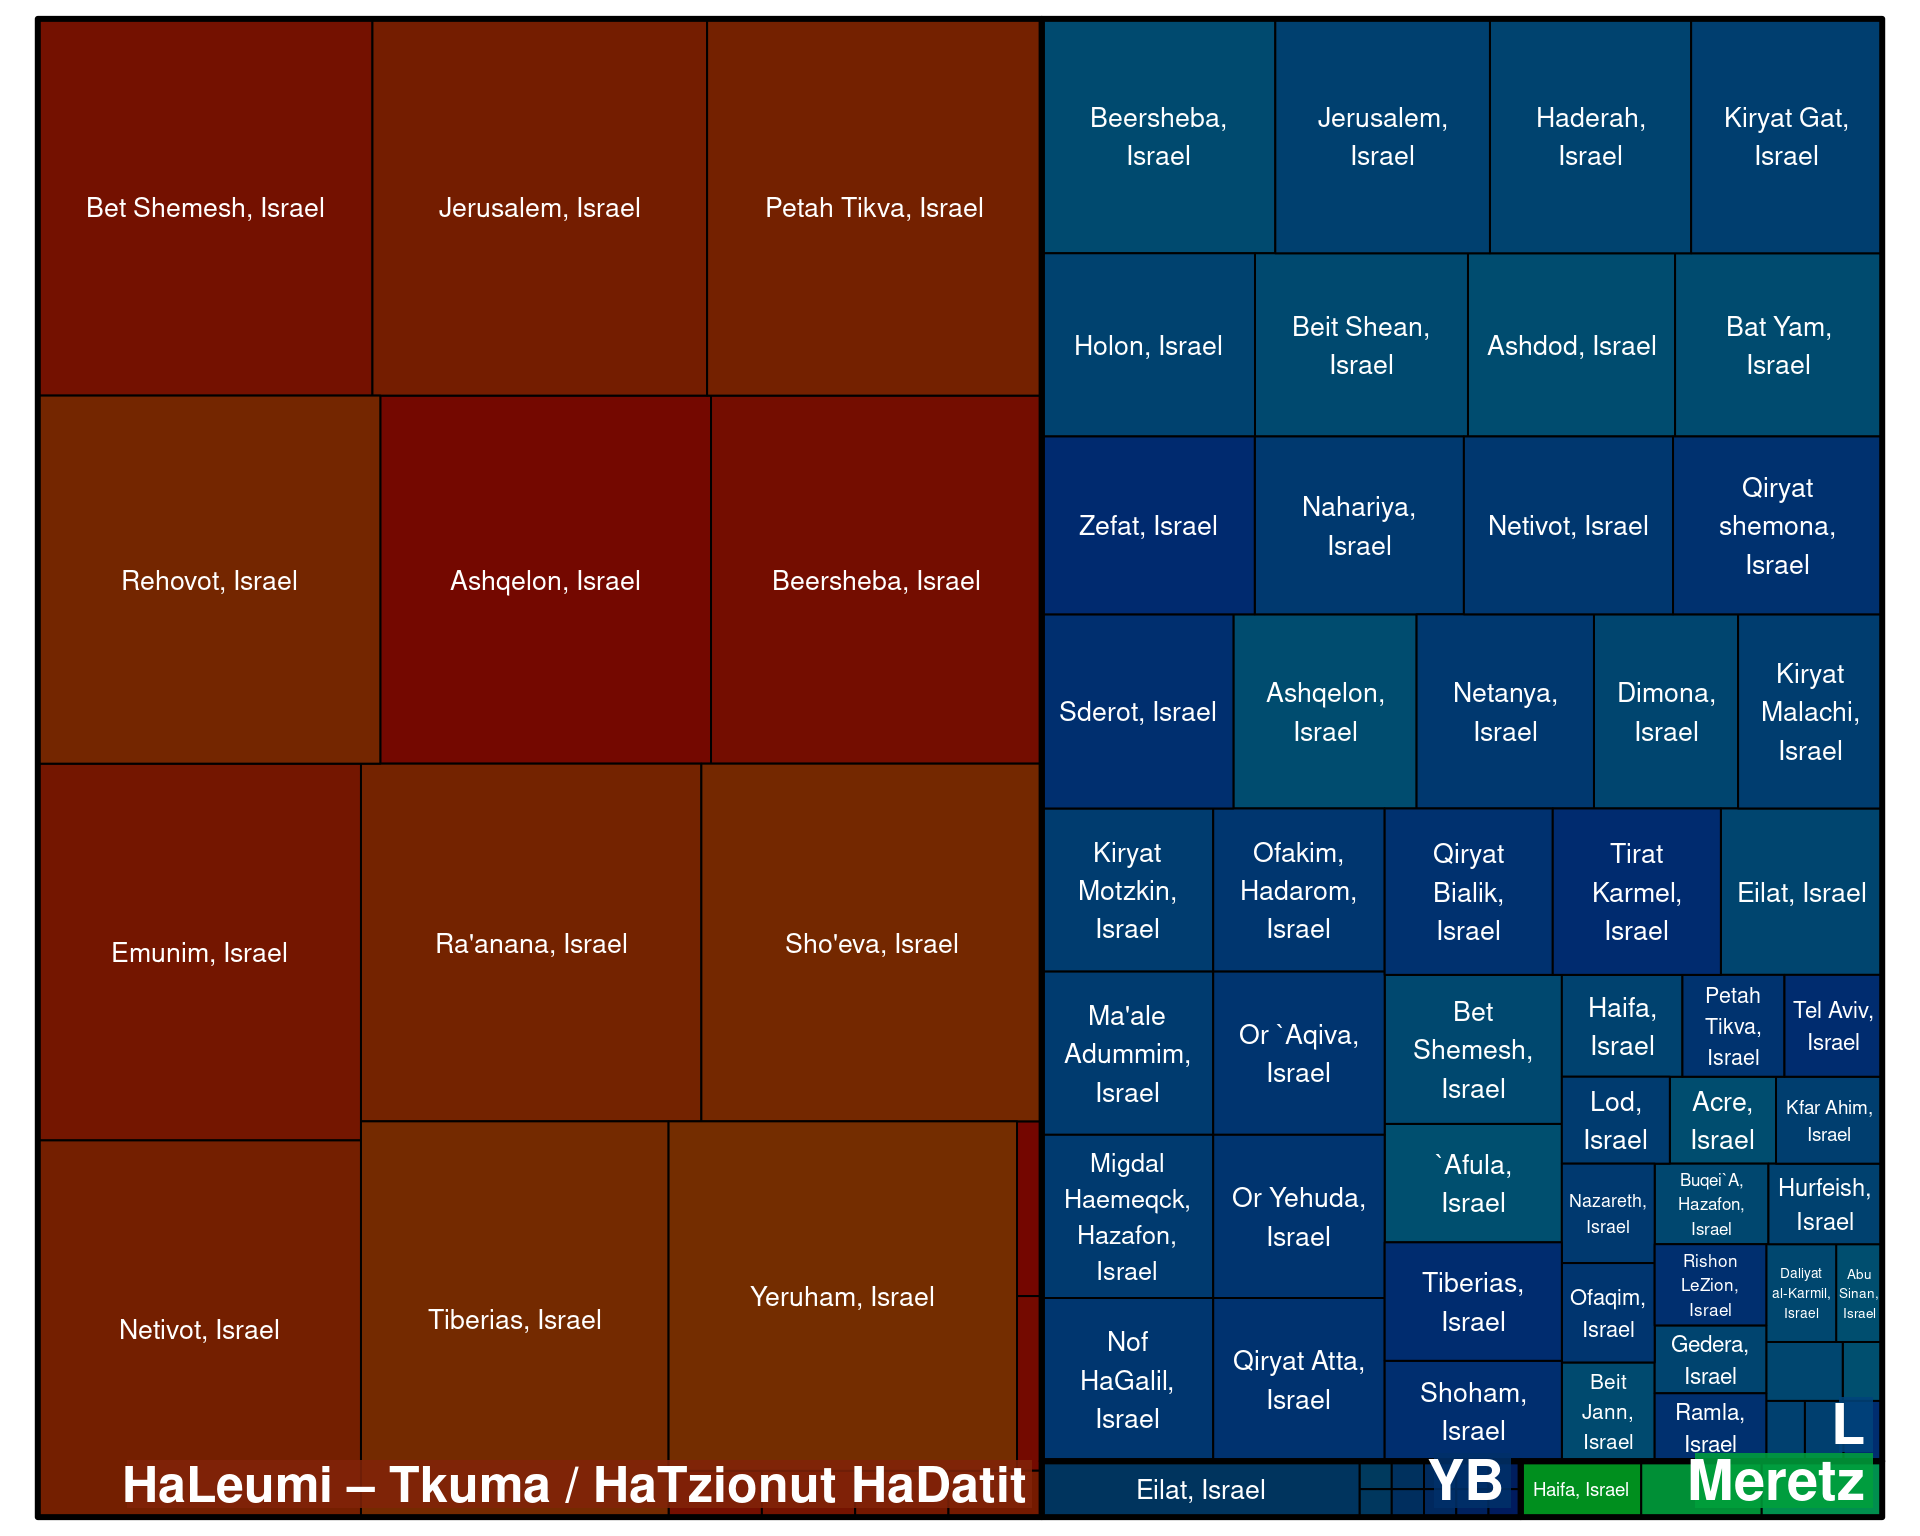 Bet Shemesh, Israel
Jerusalem, Israel
Petah Tikva, Israel
Rehovot, Israel
Ashqelon, Israel
Beersheba, Israel
Emunim, Israel
Ra'anana, Israel
Sho'eva, Israel
Netivot, Israel
Tiberias, Israel
Yeruham, Israel
HaLeumi – Tkuma / HaTzionut HaDatit
Beersheba,
Israel
Jerusalem,
Israel
Haderah,
Israel
Kiryat Gat,
Israel
Holon, Israel
Beit Shean,
Israel
Ashdod, Israel
Bat Yam,
Israel
Zefat, Israel
Nahariya,
Israel
Netivot, Israel
Qiryat
shemona,
Israel
Sderot, Israel
Ashqelon,
Israel
Netanya,
Israel
Dimona,
Israel
Kiryat
Malachi,
Israel
Kiryat
Motzkin,
Israel
Ofakim,
Hadarom,
Israel
Qiryat
Bialik,
Israel
Tirat
Karmel,
Israel
Eilat, Israel
Ma'ale
Adummim,
Israel
Or `Aqiva,
Israel
Bet
Shemesh,
Israel
Haifa,
Israel
Petah
Tikva,
Israel
Tel Aviv,
Israel
Lod,
Israel
Acre,
Israel
Kfar Ahim,
Israel
Migdal
Haemeqck,
Hazafon,
Israel
Or Yehuda,
Israel
`Afula,
Israel
Nazareth,
Israel
Buqei`A,
Hazafon,
Israel
Hurfeish,
Israel
Tiberias,
Israel
Ofaqim,
Israel
Rishon
LeZion,
Israel
Daliyat
al-Karmil,
Israel
Abu
Sinan,
Israel
Nof
HaGalil,
Israel
Qiryat Atta,
Israel
Shoham,
Israel
Beit
Jann,
Israel
Gedera,
Israel
Ramla,
Israel
L
Eilat, Israel
YB
Haifa, Israel
Meretz